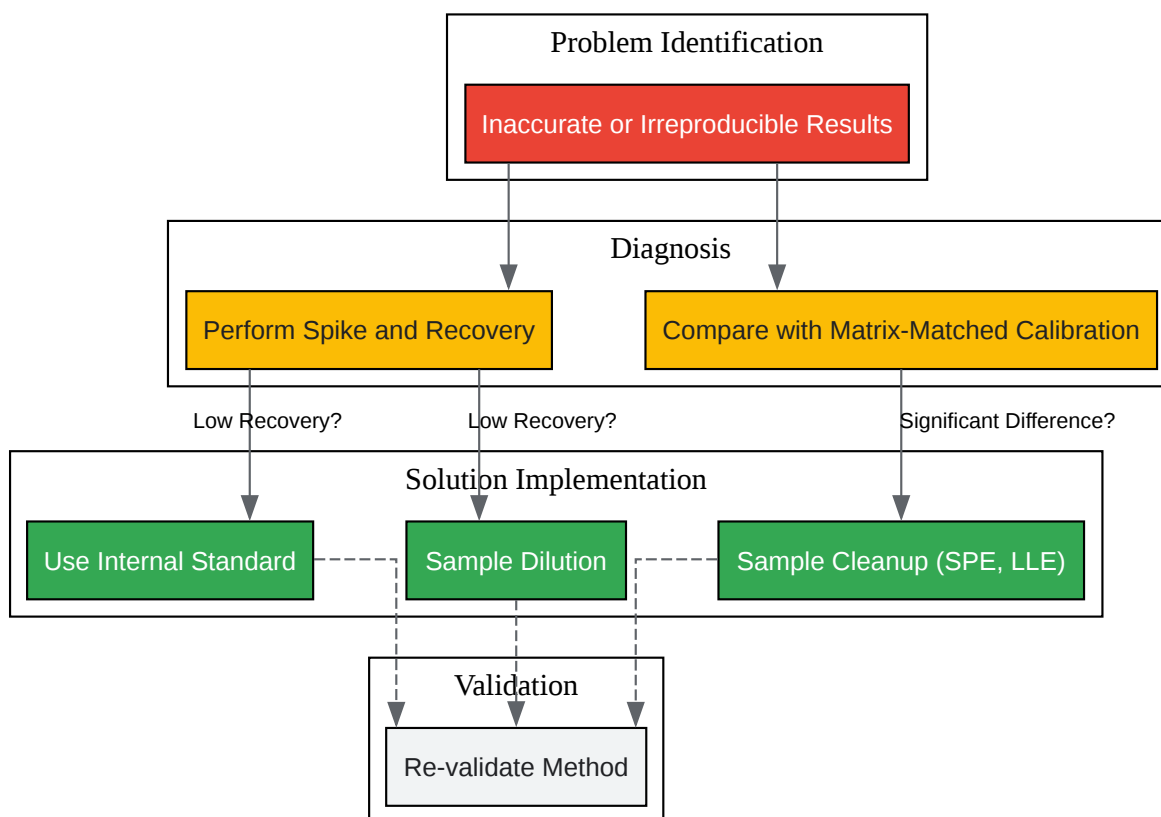 Problem Identification
Inaccurate or Irreproducible Results
Diagnosis
Perform Spike and Recovery
Compare with Matrix-Matched Calibration
Low Recovery?
Low Recovery?
Significant Difference?
Solution Implementation
Use Internal Standard
Sample Dilution
Sample Cleanup (SPE, LLE)
Validation
Re-validate Method